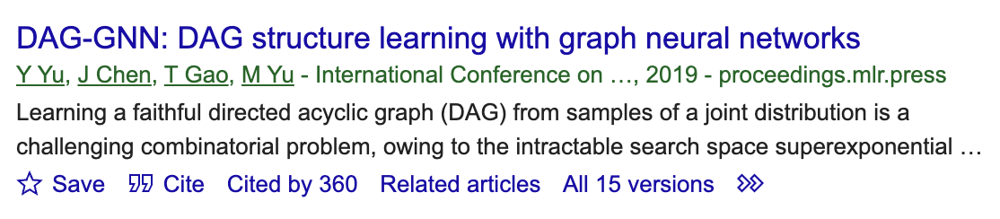 DAG-GNN: DAG structure learning with graph neural networks
Y Yu, J Chen, T Gao, M Yu - International Conference on …, 2019 - proceedings.mlr.press
Learning a faithful directed acyclic graph (DAG) from samples of a joint distribution is a
challenging combinatorial problem, owing to the intractable search space superexponential …
Save Cite Cited by 360 Related articles All 15 versions